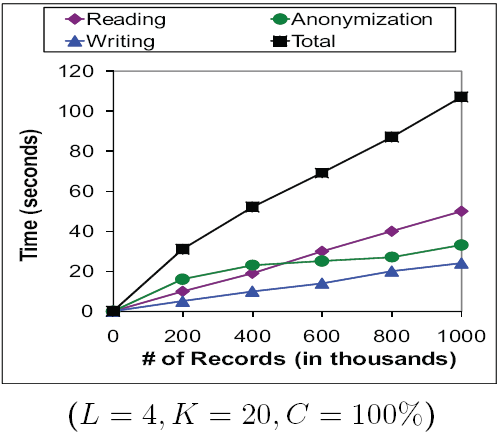 Reading Anonymization
Writing Total
120
100
80
60
40
20
0
Time (seconds)
0 200 400 600 800 1000
# of Records (in thousands)
(L = 4, K = 20, C = 100%)